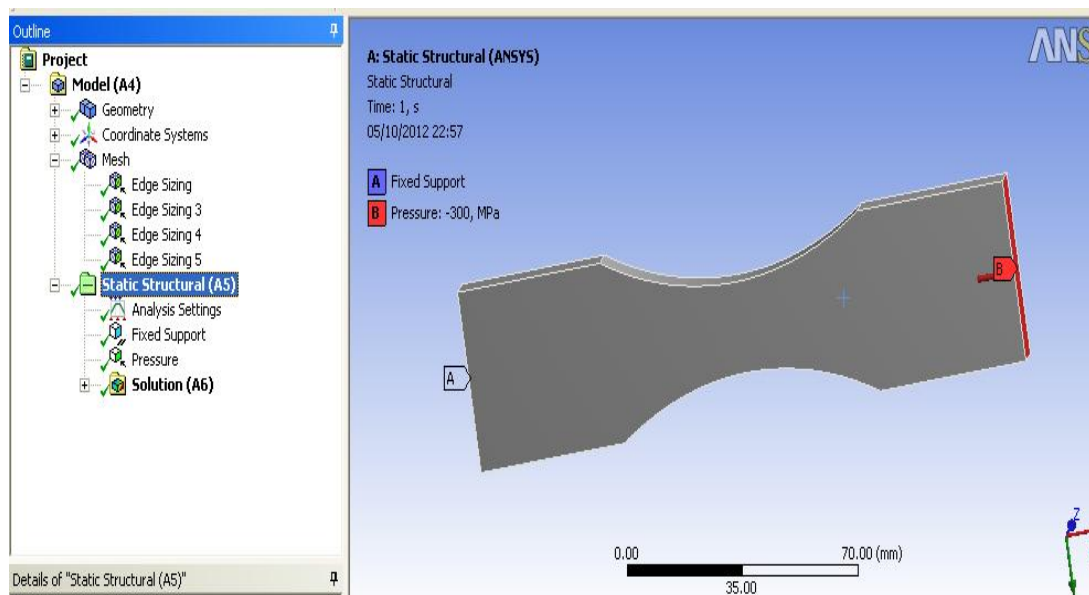 Outline
Project
Model (A4)
Geometry
Coordinate Systems
Mesh
Edge Sizing
Edge Sizing 3
Edge Sizing 4
Edge Sizing 5
Static Structural (A5)
Analysis Settings
Fixed Support
Pressure
Solution (A6)
Details of "Static Structural (A5)"
A: Static Structural (ANSYS)
Static Structural
Time: 1, s
05/10/2012 22:57
A Fixed Support
B Pressure: -300, MPa
ANS
B
A
0.00 70.00 (mm)
35.00
Z